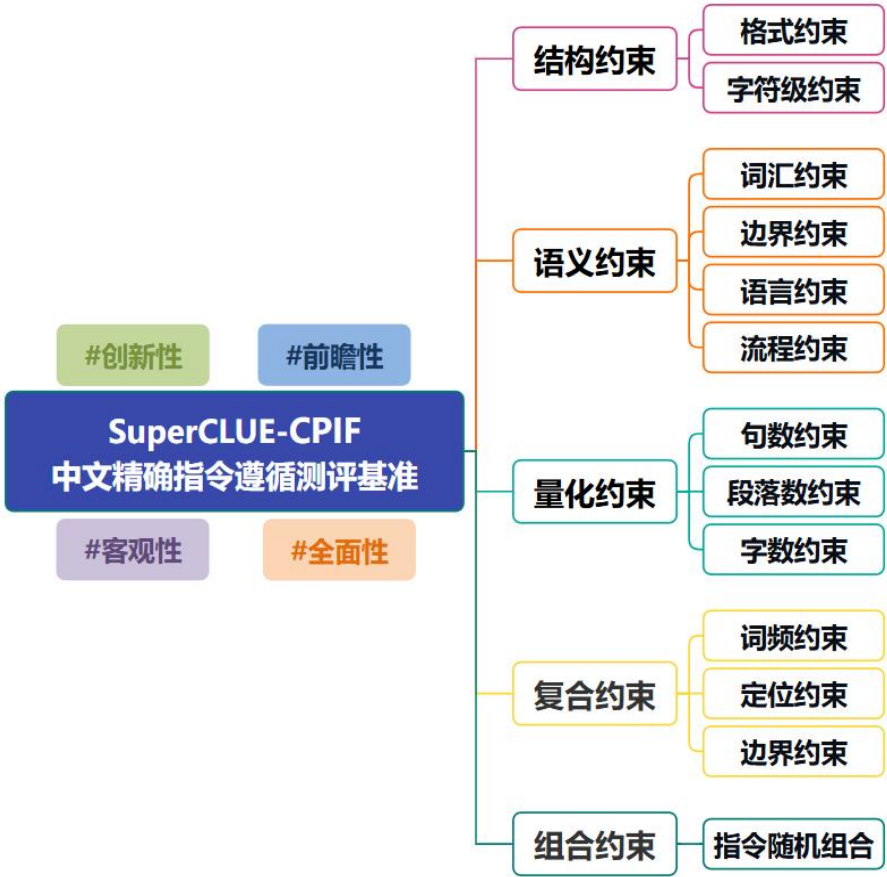 #创新性
#前瞻性
SuperCLUE-CPIF
中文精确指令遵循测评基准
#客观性
#全面性
结构约束
格式约束
字符级约束
语义约束
词汇约束
边界约束
语言约束
流程约束
量化约束
句数约束
段落数约束
字数约束
复合约束
词频约束
定位约束
边界约束
组合约束
指令随机组合